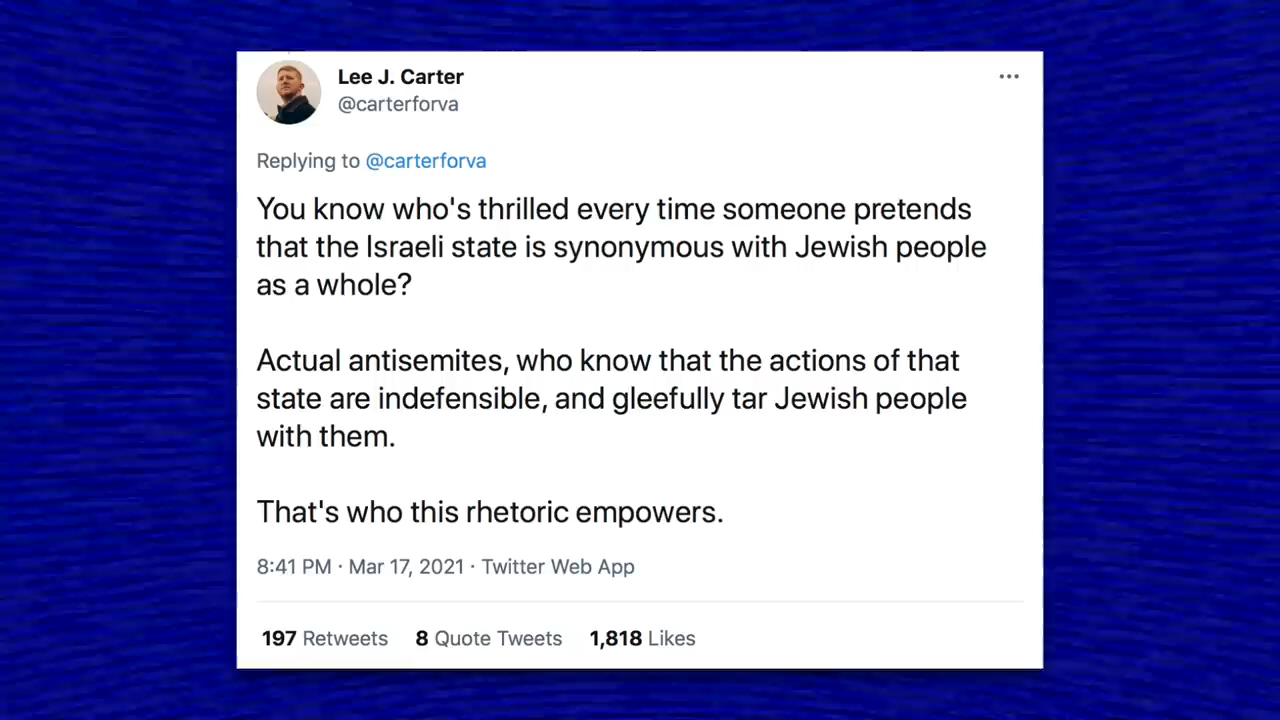 Lee J. Carter
@carterforva
Replying to @carterforva
You know who's thrilled every time someone pretends
that the Israeli state is synonymous with Jewish people
as a whole?
Actual antisemites, who know that the actions of that
state are indefensible, and gleefully tar Jewish people
with them.
That's who this rhetoric empowers.
8:41 PM · Mar 17, 2021 · Twitter Web App
197 Retweets 8 Quote Tweets 1,818 Likes